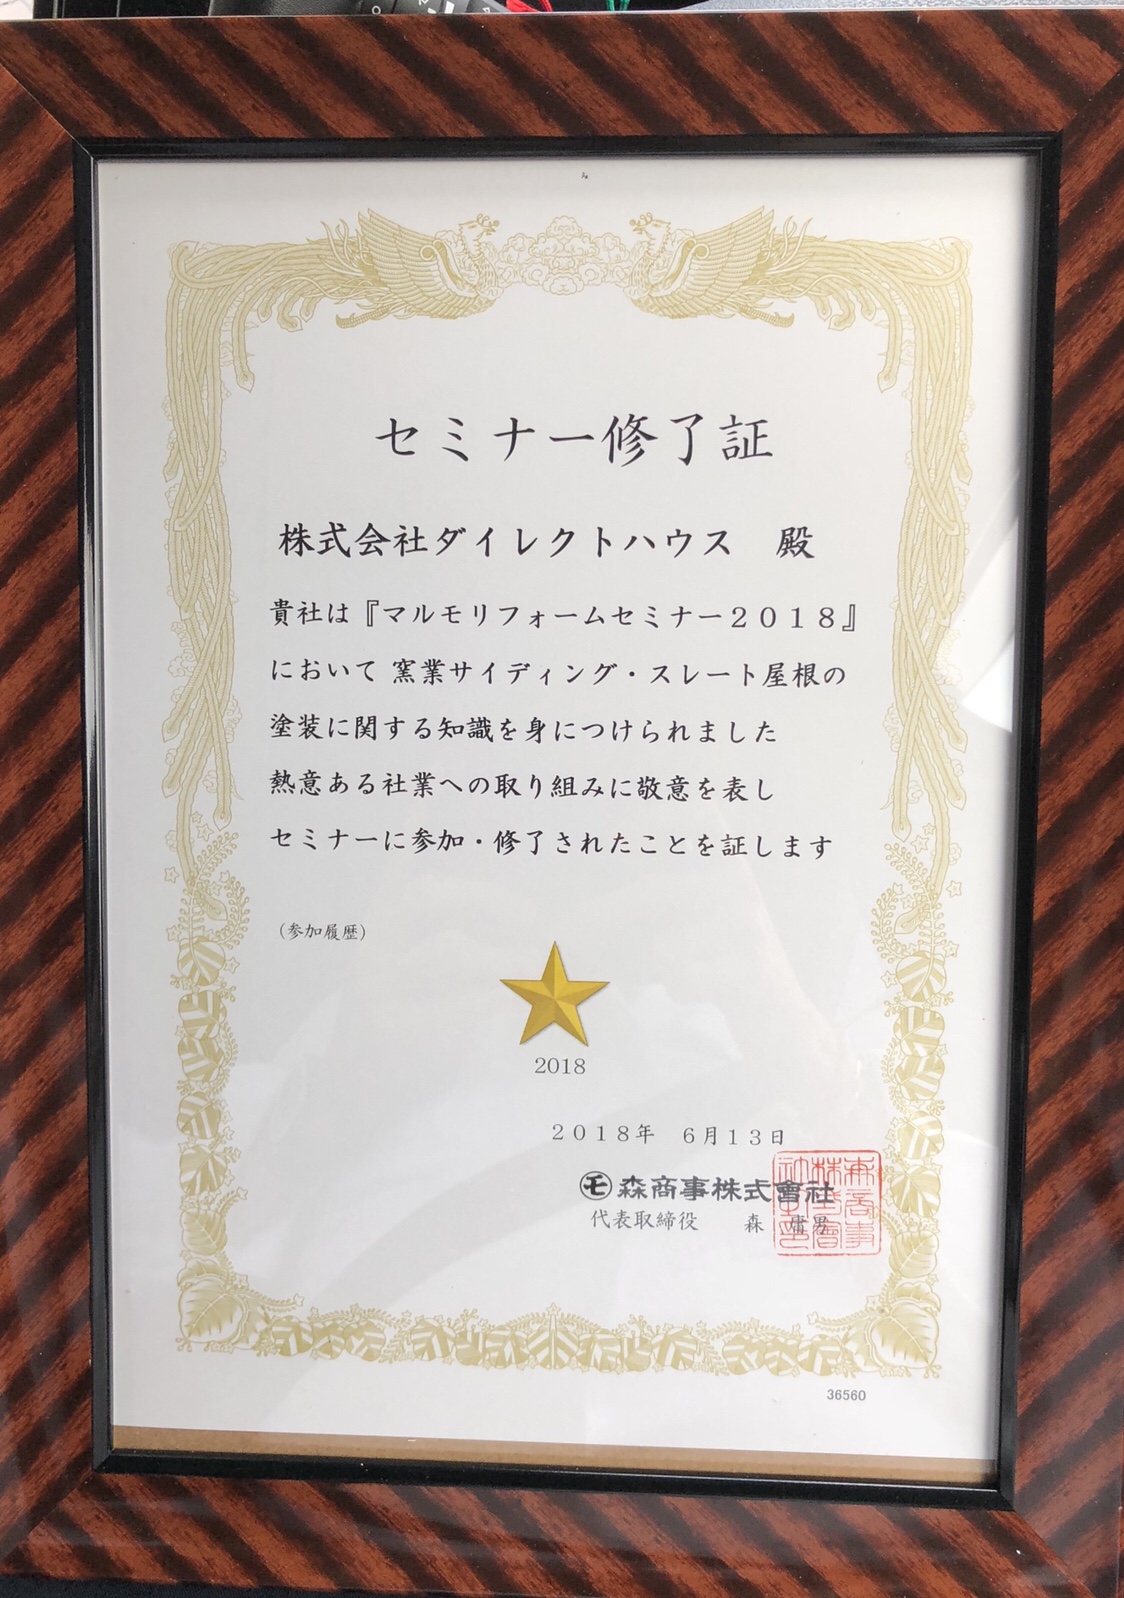 セミナー修了証
株式会社ダイレクトハウス　殿
貴社は『マルモリフォームセミナー２０１８』
において 窯業サイディング・スレート屋根の
塗装に関する知識を身につけられました
熱意ある社業への取り組みに敬意を表し
セミナーに参加・修了されたことを証します
（参加履歴）
2018
２０１８年　６月１３日
モ 森商事株式會社
代表取締役　森
36560